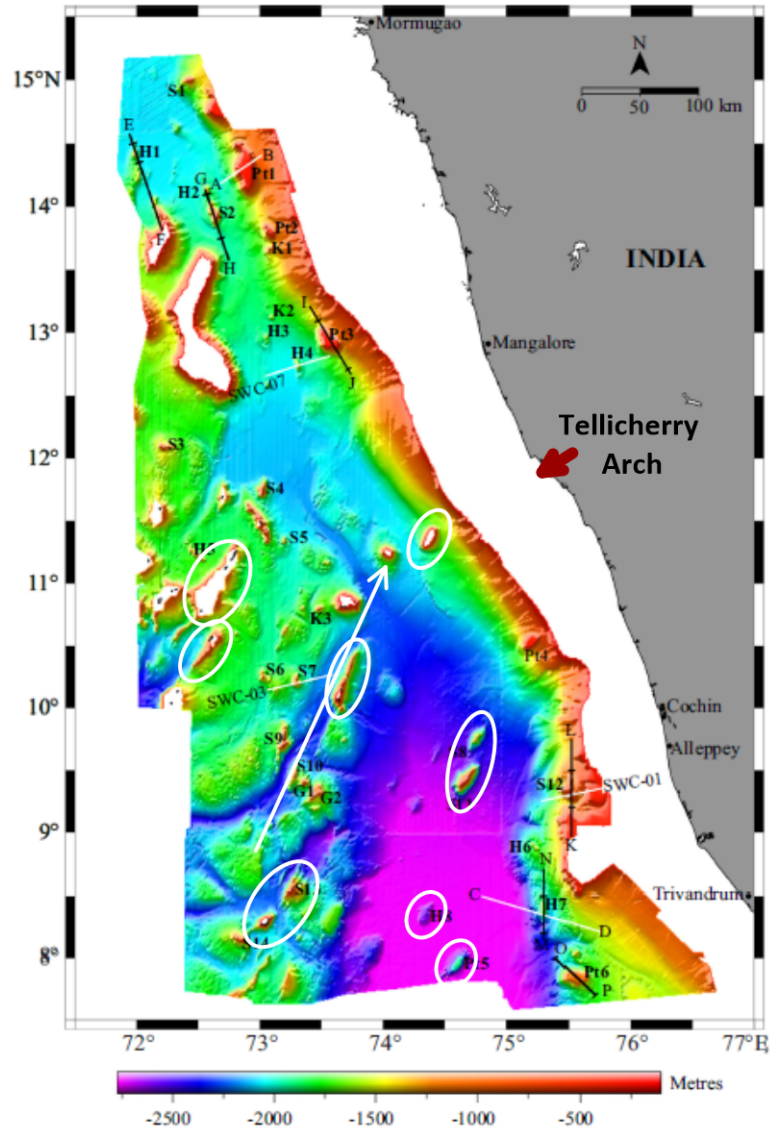 Mormugao
N
15°N
0 50 100 km
S1
E
H1
B
G A
Pt1
H2
14°
S2
Pt2
F
K1
INDIA
H
I
K2
13°
H3
Pt3
Mangalore
H4
J
SWC-07
Tellicherry
Arch
S3
12°
S4
S5
11°
K3
Pt4
S6 S7
SWC-03
10°
Cochin
L
S9
Alleppey
S10
G1
S12
SWC-01
G2
9°
H6
K
N
C
H7
Trivandrum
D
8°
M O
Pt5
Pt6
P
72° 73° 74° 75° 76° 77°E
Metres
-2500 -2000 -1500 -1000 -500